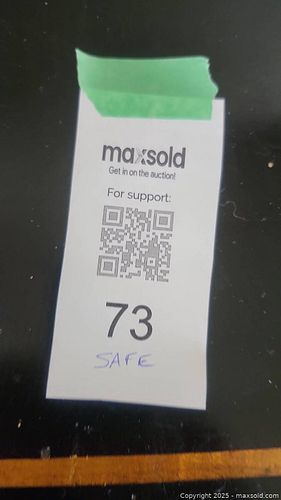 maxsold
Get in on the auction!
For support:
73
SAFE
Copyright © 2025 - maxsold.com